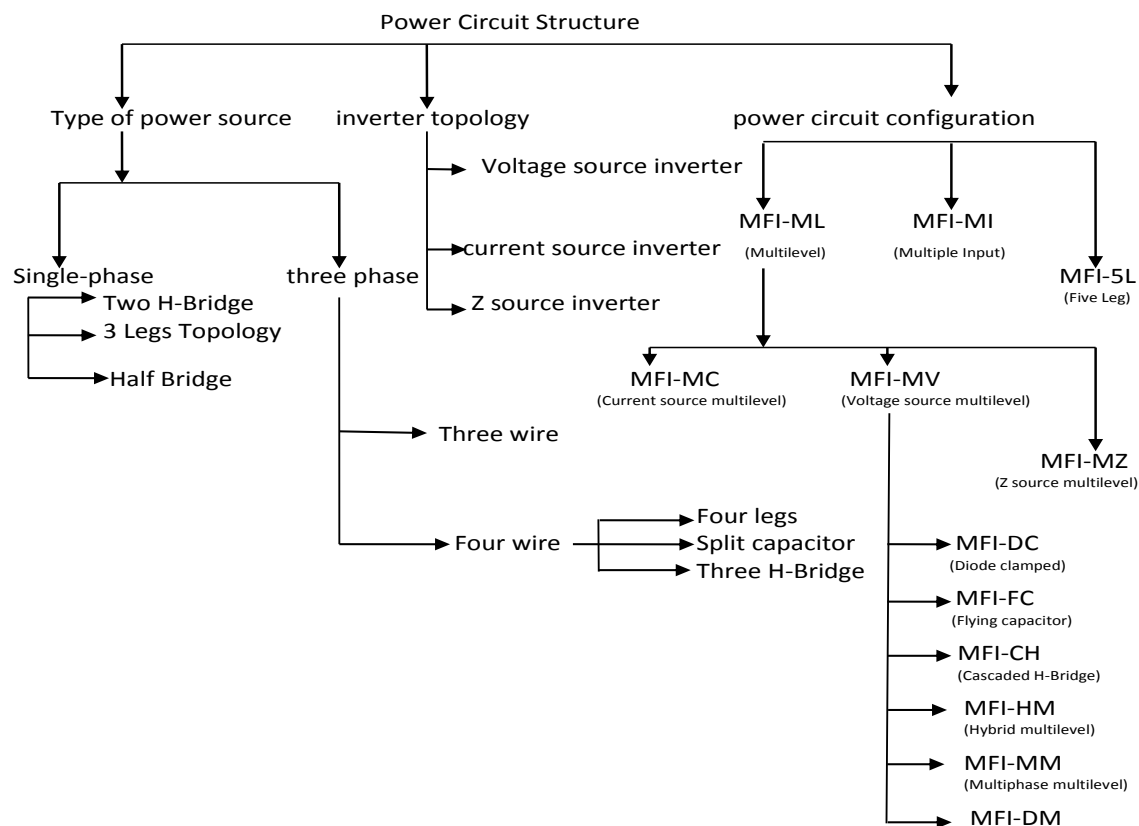 Power Circuit Structure
Type of power source
inverter topology
power circuit configuration
Voltage source inverter
current source inverter
Z source inverter
Single-phase
Two H-Bridge
3 Legs Topology
Half Bridge
three phase
Three wire
Four wire
Four legs
Split capacitor
Three H-Bridge
MFI-ML
(Multilevel)
MFI-MI
(Multiple Input)
MFI-5L
(Five Leg)
MFI-MC
(Current source multilevel)
MFI-MV
(Voltage source multilevel)
MFI-MZ
(Z source multilevel)
MFI-DC
(Diode clamped)
MFI-FC
(Flying capacitor)
MFI-CH
(Cascaded H-Bridge)
MFI-HM
(Hybrid multilevel)
MFI-MM
(Multiphase multilevel)
MFI-DM